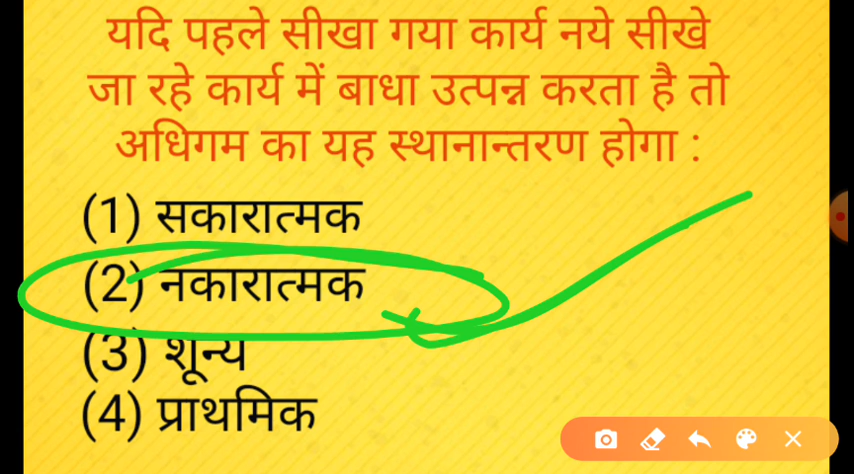 यदि पहले सीखा गया कार्य नये सीखे
जा रहे कार्य में बाधा उत्पन्न करता है तो
अधिगम का यह स्थानान्तरण होगा :
(1) सकारात्मक
(2) नकारात्मक
(3) शून्य
(4) प्राथमिक